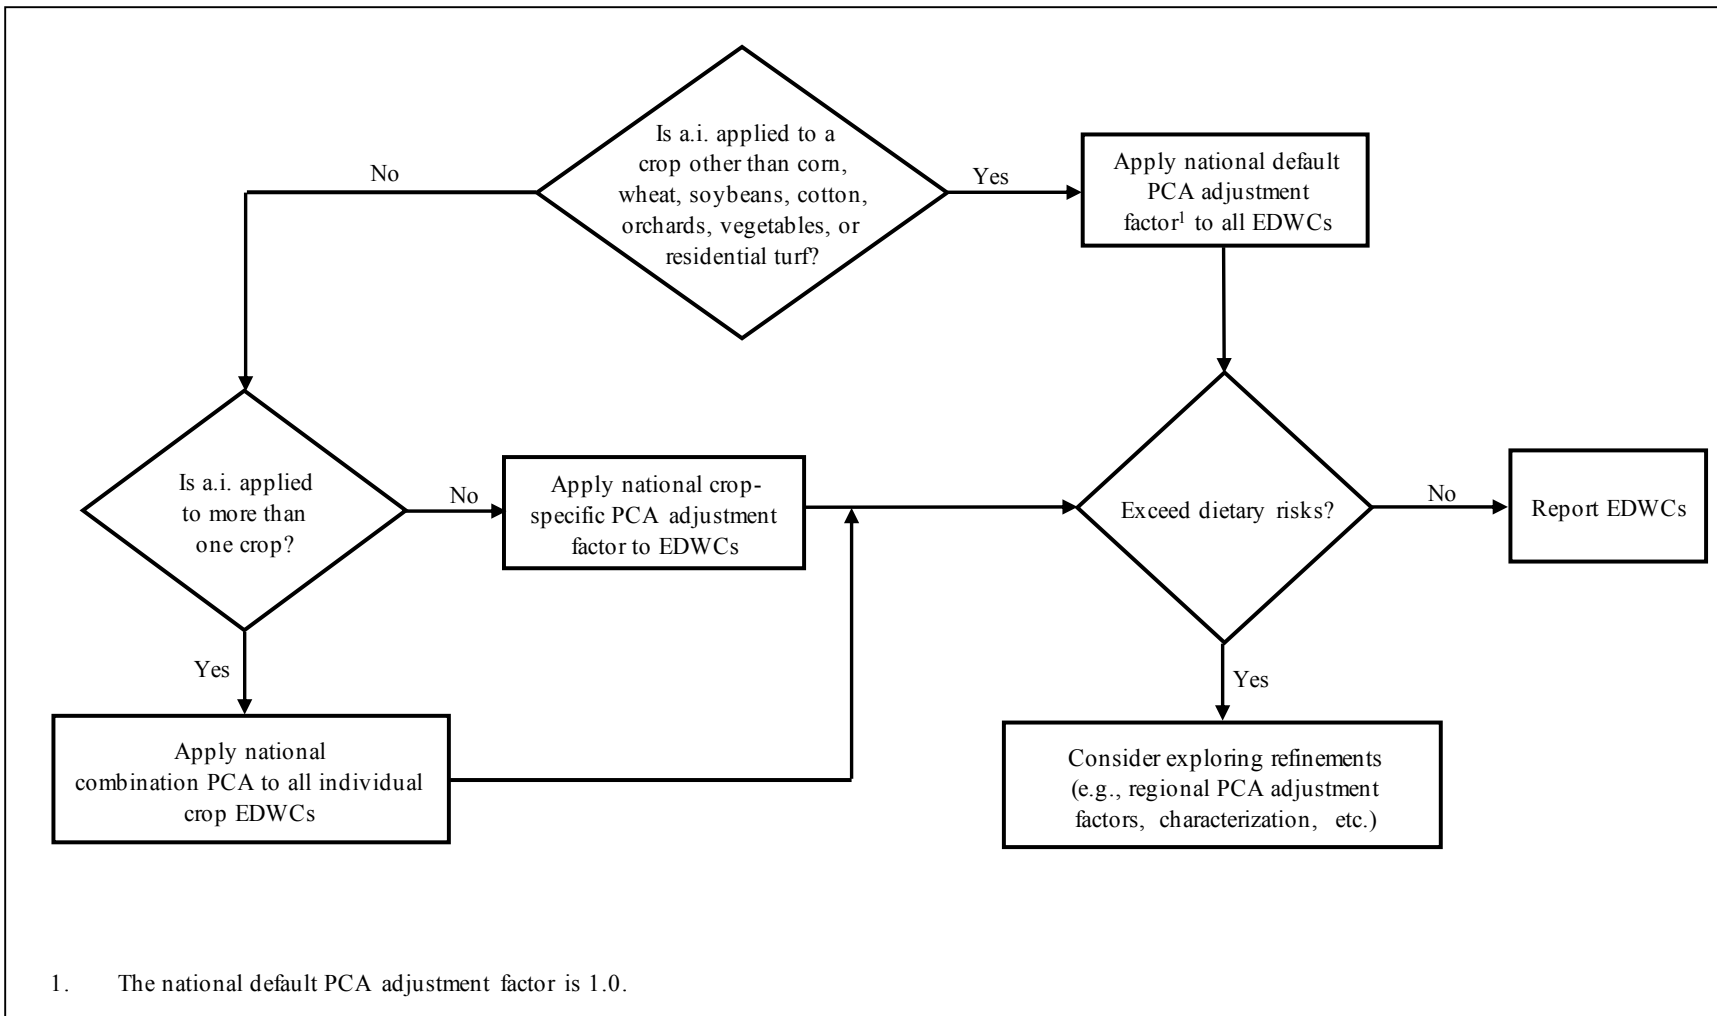 Is a.i. applied to a
crop other than corn,
wheat, soybeans, cotton,
orchards, vegetables, or
residential turf?
No
Yes
Apply national default
PCA adjustment
factor¹ to all EDWCs
Is a.i. applied
to more than
one crop?
No
Apply national crop-
specific PCA adjustment
factor to EDWCs
Exceed dietary risks?
No
Report EDWCs
Yes
Apply national
combination PCA to all individual
crop EDWCs
Yes
Consider exploring refinements
(e.g., regional PCA adjustment
factors, characterization, etc.)
1. The national default PCA adjustment factor is 1.0.